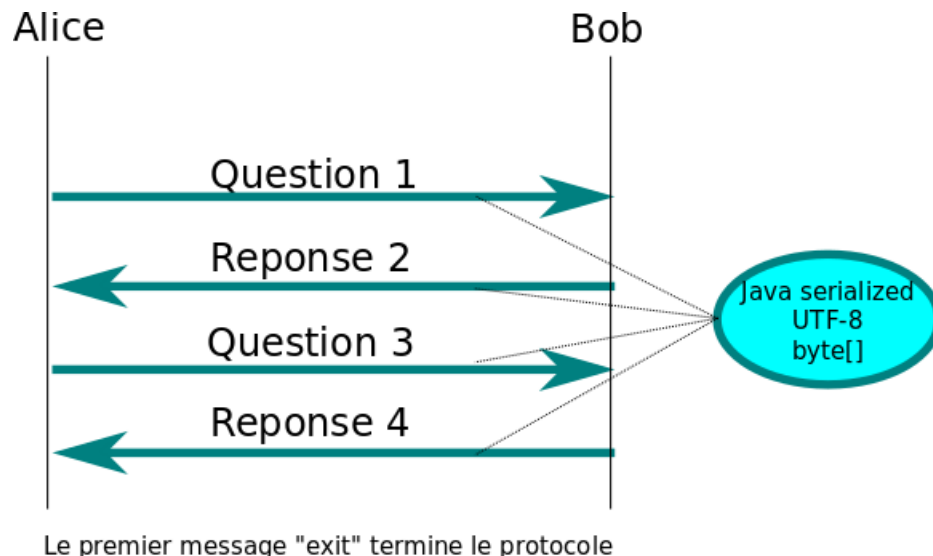 Alice
Bob
Question 1
Reponse 2
Question 3
Reponse 4
Java serialized
UTF-8
byte[]
Le premier message "exit" termine le protocole